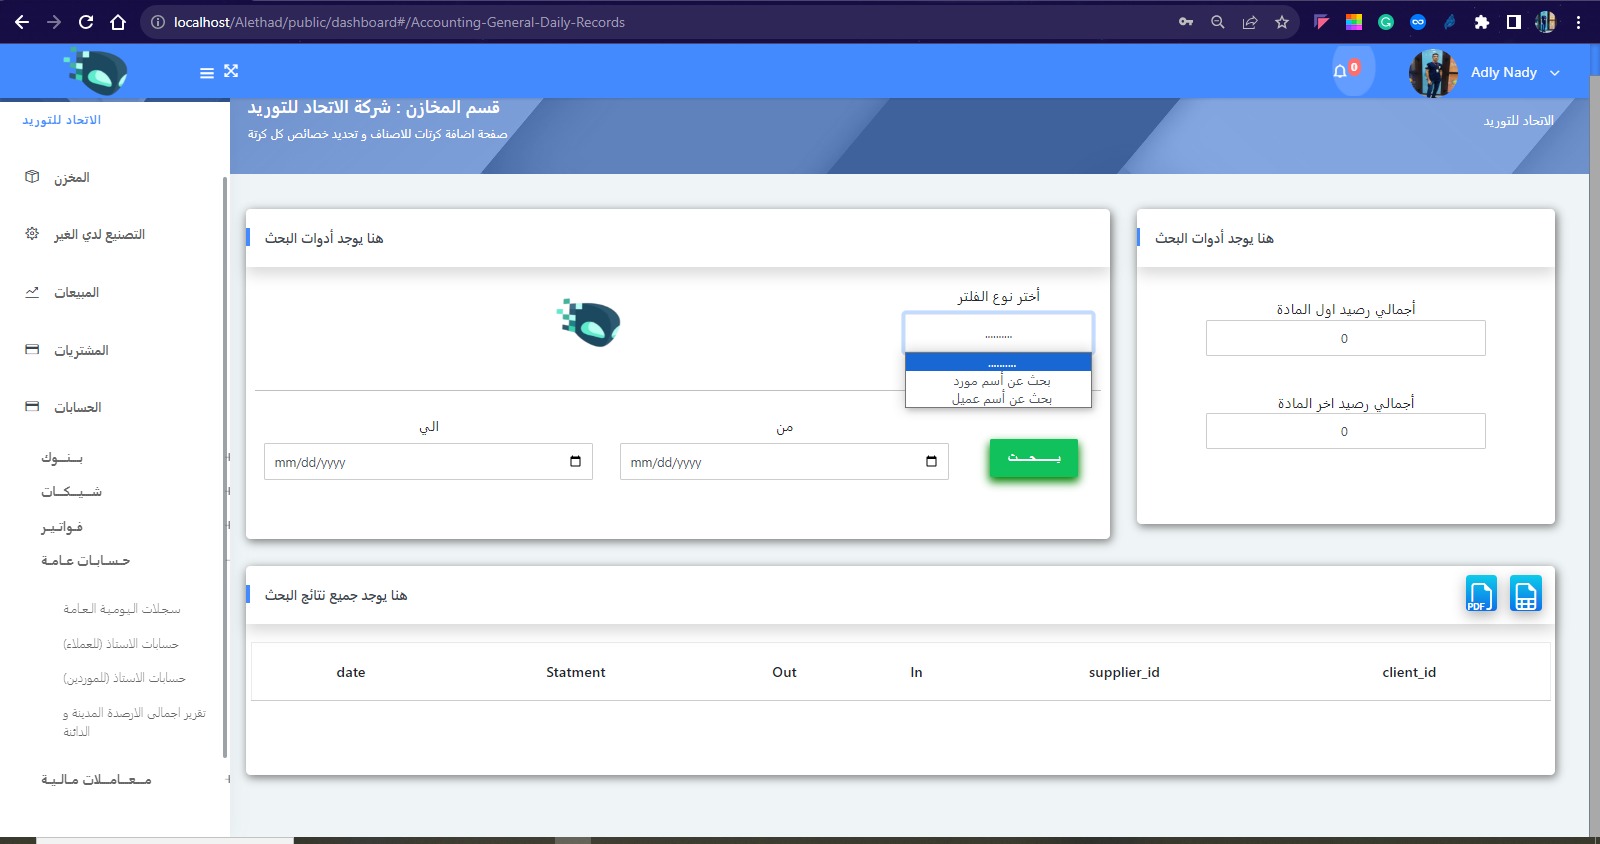 localhost/Alethad/public/dashboard#/Accounting-General-Daily-Records
0
Adly Nady
الاتحاد للتوريد
المخزن
التصنيع لدي الغير
المبيعات
المشتريات
الحسابات
بـنـوك
شـيـكـات
فـواتـيـر
حـسـابـات عـامـة
سجلات اليومية العامة
حسابات الاستاذ (للعملاء)
حسابات الاستاذ (للموردين)
تقرير اجمالى الارصدة المدينة و
الدائنة
مـعـامـلات مـالـيـة
قسم المخازن : شركة الاتحاد للتوريد
صفحة اضافة كرتات للاصناف و تحديد خصائص كل كرتة
الاتحاد للتوريد
هنا يوجد أدوات البحث
أختر نوع الفلتر
..........
..........
بحث عن أسم مورد
بحث عن أسم عميل
من
الي
mm/dd/yyyy
mm/dd/yyyy
هنا يوجد أدوات البحث
أجمالي رصيد اول المادة
0
أجمالي رصيد اخر المادة
0
هنا يوجد جميع نتائج البحث
PDF
date Statment Out In supplier_id client_id